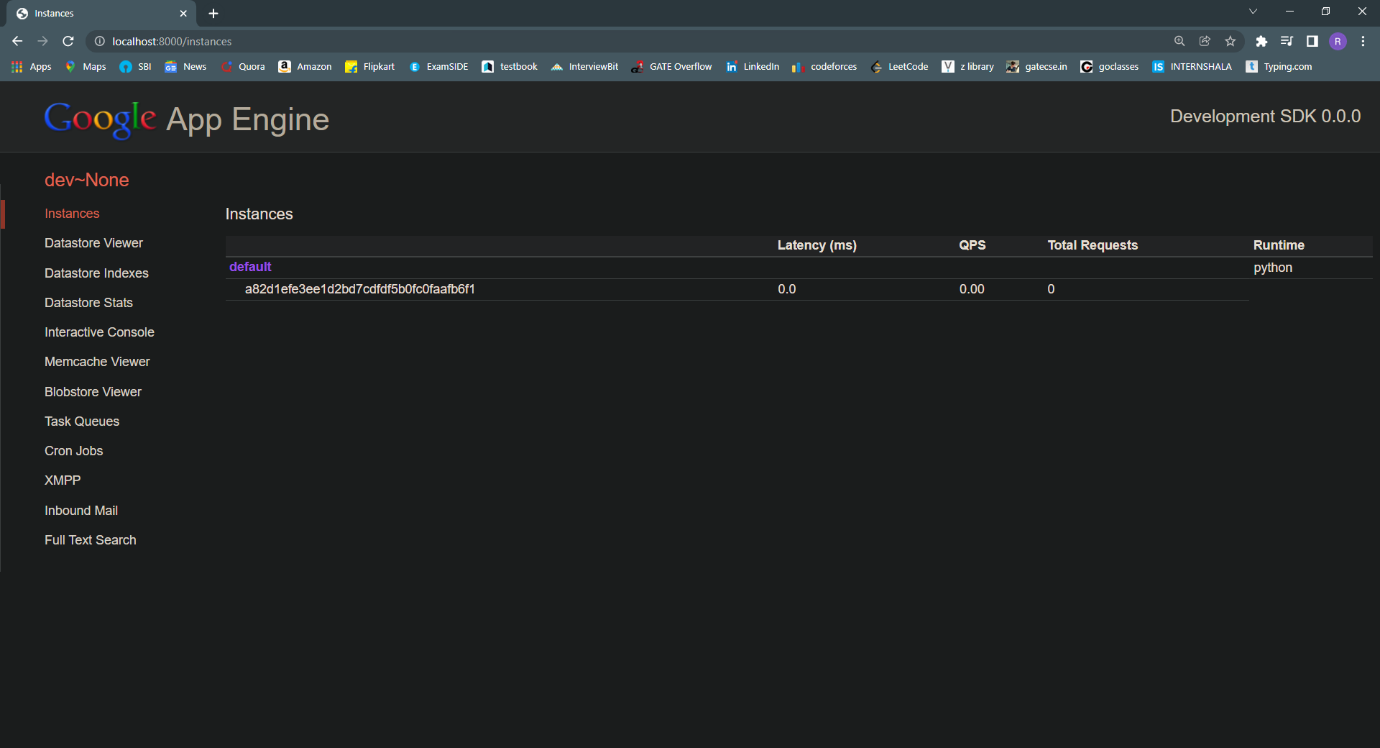 Instances
localhost:8000/instances
Apps Maps SBI News Quora Amazon Flipkart ExamSIDE testbook InterviewBit GATE Overflow LinkedIn codeforces LeetCode z library gatecse.in goclasses INTERNSHALA Typing.com
Google App Engine
Development SDK 0.0.0
dev~None
Instances
Datastore Viewer
Datastore Indexes
Datastore Stats
Interactive Console
Memcache Viewer
Blobstore Viewer
Task Queues
Cron Jobs
XMPP
Inbound Mail
Full Text Search
Instances
Latency (ms) QPS Total Requests Runtime
default python
a82d1efe3ee1d2bd7cdfdf5b0fc0faafb6f1 0.0 0.00 0